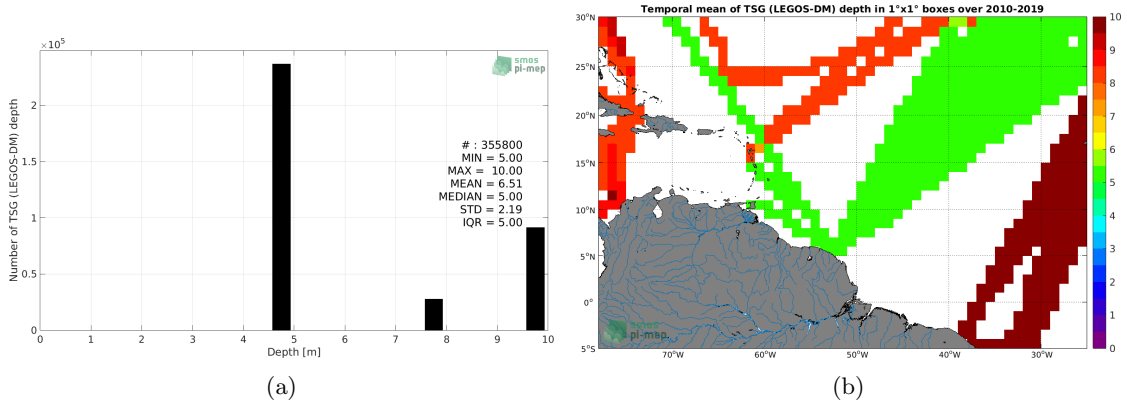 ×10^5
Number of TSG (LEGOS-DM) depth
2
1.5
1
0.5
0
0 1 2 3 4 5 6 7 8 9 10
Depth [m]
smos
pi-mep
# : 355800
MIN = 5.00
MAX = 10.00
MEAN = 6.51
MEDIAN = 5.00
STD = 2.19
IQR = 5.00
(a)
Temporal mean of TSG (LEGOS-DM) depth in 1°x1° boxes over 2010-2019
30°N
25°N
20°N
15°N
10°N
5°N
0°
5°S
70°W 60°W 50°W 40°W 30°W
smos
pi-mep
10
9
8
7
6
5
4
3
2
1
0
(b)